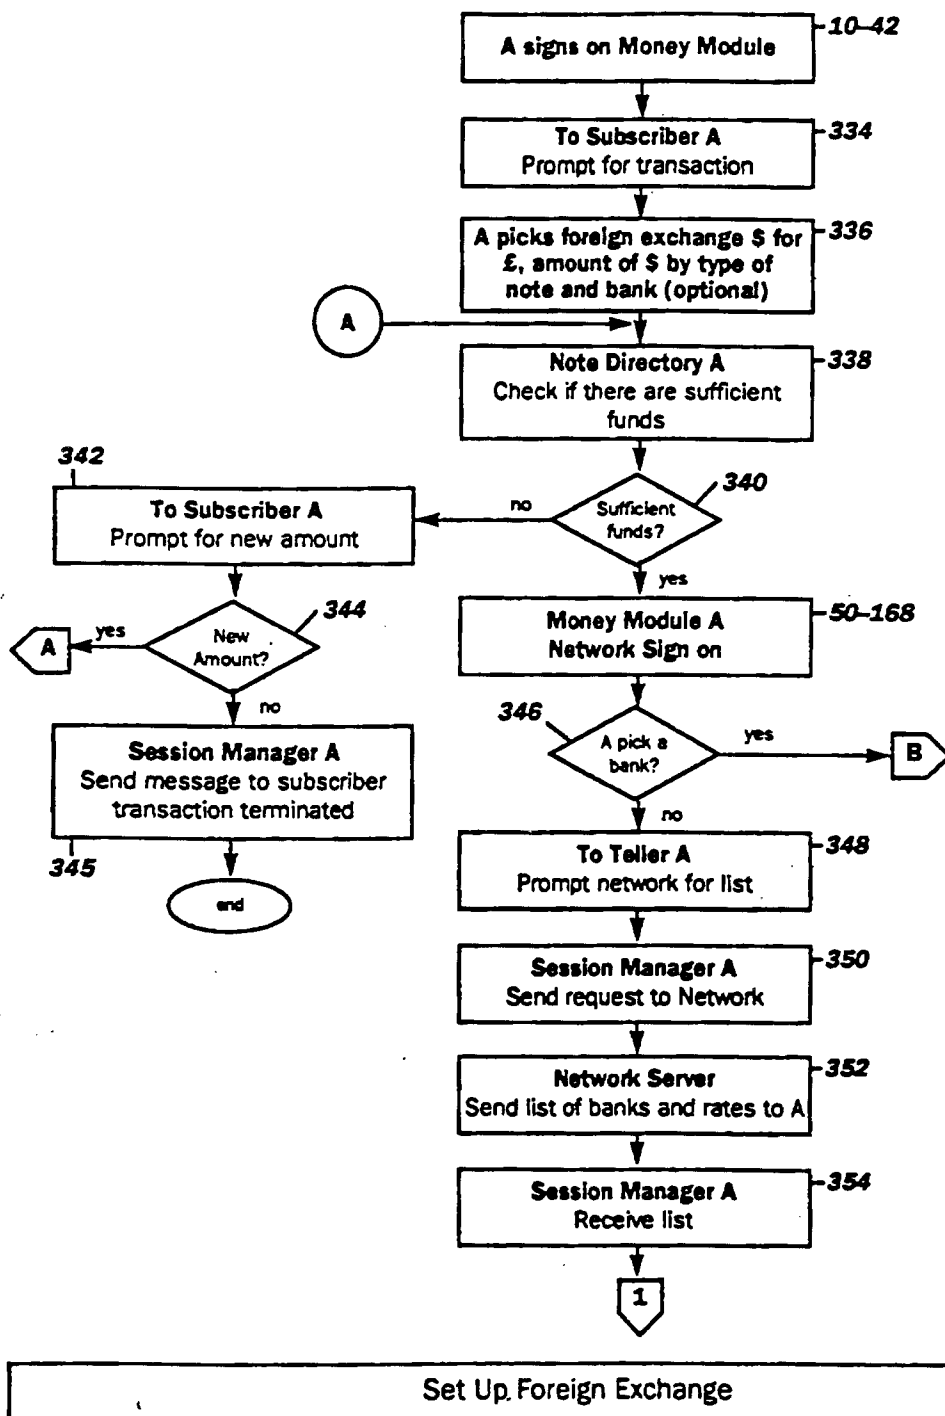 A signs on Money Module
10-42
To Subscriber A
Prompt for transaction
334
A picks foreign exchange $ for
£, amount of $ by type of
note and bank (optional)
336
A
Note Directory A
Check if there are sufficient
funds
338
Sufficient
funds?
340
no
yes
342
To Subscriber A
Prompt for new amount
New
Amount?
344
yes
A
no
Session Manager A
Send message to subscriber
transaction terminated
345
end
Money Module A
Network Sign on
50-168
A pick a
bank?
346
yes
B
no
To Teller A
Prompt network for list
348
Session Manager A
Send request to Network
350
Network Server
Send list of banks and rates to A
352
Session Manager A
Receive list
354
1
Set Up Foreign Exchange